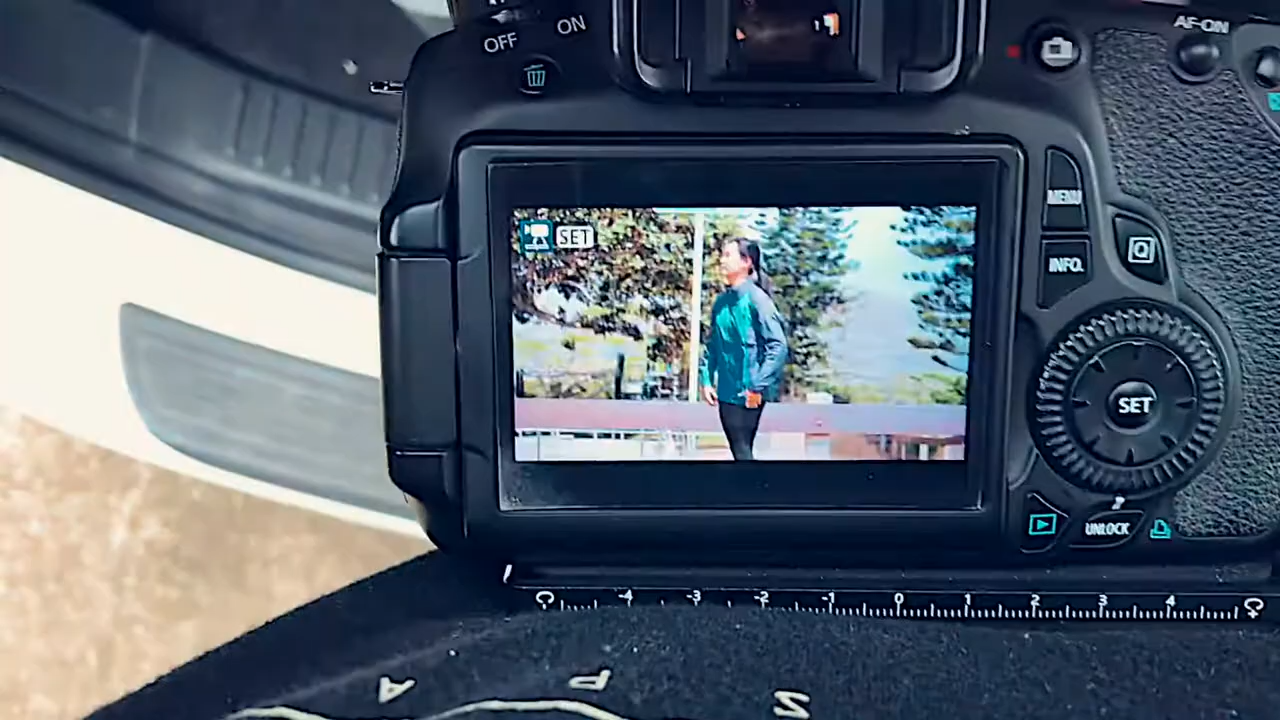 OFF ON
AF-ON
MENU
SET
INFO.
Q
SET
UNLOCK
-4 -3 -2 -1 0 1 2 3 4
A P N